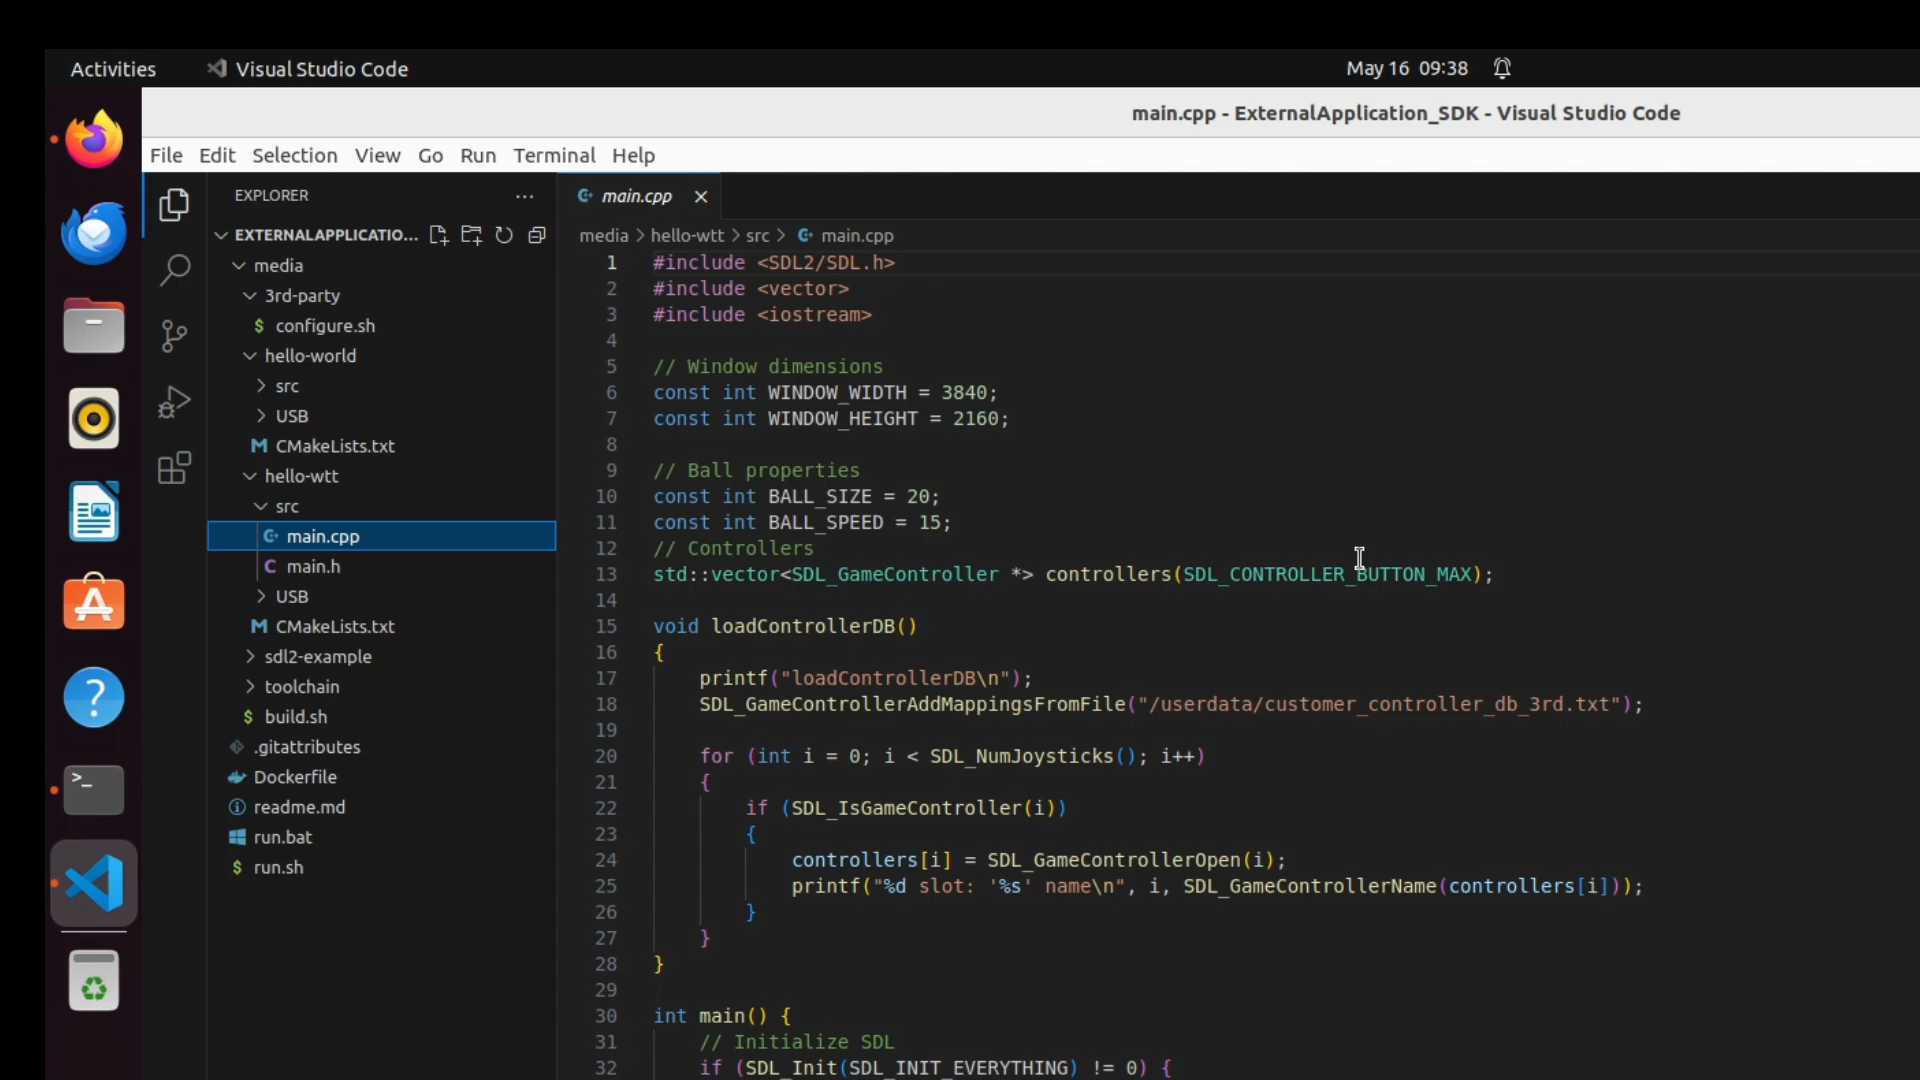 Activities
Visual Studio Code
May 16 09:38
main.cpp - ExternalApplication_SDK - Visual Studio Code
File Edit Selection View Go Run Terminal Help
EXPLORER ...
EXTERNALAPPLICATIO...
media
3rd-party
$ configure.sh
hello-world
src
USB
M CMakeLists.txt
hello-wtt
src
main.cpp
C main.h
USB
M CMakeLists.txt
sdl2-example
toolchain
$ build.sh
.gitattributes
Dockerfile
readme.md
run.bat
$ run.sh
main.cpp
media > hello-wtt > src > main.cpp
1 #include <SDL2/SDL.h>
2 #include <vector>
3 #include <iostream>
4
5 // Window dimensions
6 const int WINDOW_WIDTH = 3840;
7 const int WINDOW_HEIGHT = 2160;
8
9 // Ball properties
10 const int BALL_SIZE = 20;
11 const int BALL_SPEED = 15;
12 // Controllers
13 std::vector<SDL_GameController *> controllers(SDL_CONTROLLER_BUTTON_MAX);
14
15 void loadControllerDB()
16 {
17 printf("loadControllerDB\n");
18 SDL_GameControllerAddMappingsFromFile("/userdata/customer_controller_db_3rd.txt");
19
20 for (int i = 0; i < SDL_NumJoysticks(); i++)
21 {
22 if (SDL_IsGameController(i))
23 {
24 controllers[i] = SDL_GameControllerOpen(i);
25 printf("%d slot: '%s' name\n", i, SDL_GameControllerName(controllers[i]));
26 }
27 }
28 }
29
30 int main() {
31 // Initialize SDL
32 if (SDL_Init(SDL_INIT_EVERYTHING) != 0) {